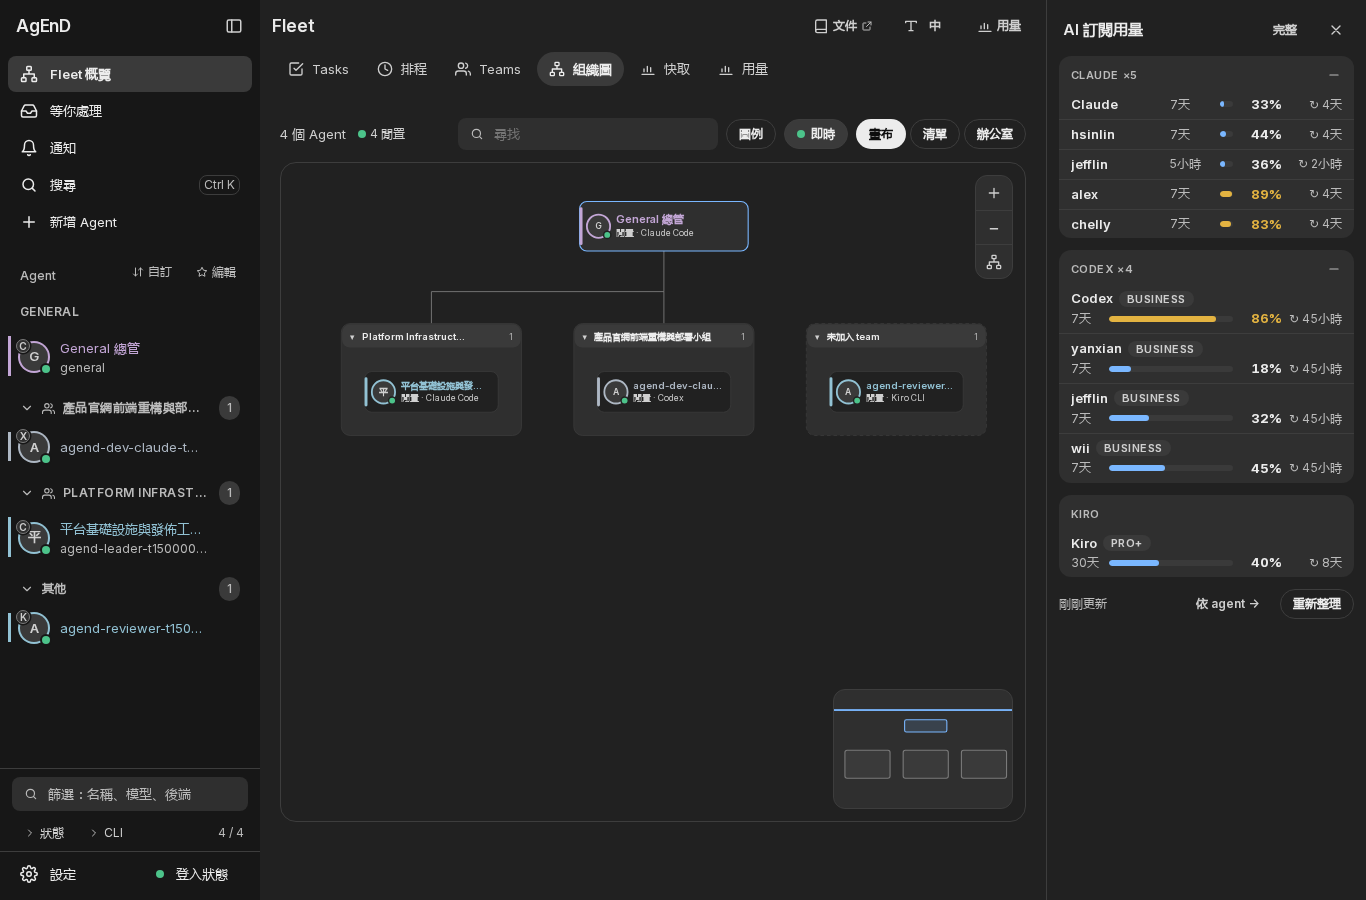 AgEnD
Fleet 概覽
等你處理
通知
搜尋 Ctrl K
新增 Agent
Agent 自訂 編輯
GENERAL
C G General 總管
general
產品官網前端重構與部… 1
X A agend-dev-claude-t…
PLATFORM INFRAST… 1
C 平 平台基礎設施與發佈工…
agend-leader-t150000…
其他 1
K A agend-reviewer-t150…
篩選：名稱、模型、後端
狀態 CLI 4 / 4
設定 登入狀態
Fleet 文件 中 用量
Tasks 排程 Teams 組織圖 快取 用量
4 個 Agent 4 閒置 尋找 圖例 即時 畫布 清單 辦公室
G General 總管
閒置 · Claude Code
Platform Infrastruct… 1
平 平台基礎設施與發…
閒置 · Claude Code
產品官網前端重構與部署小組 1
A agend-dev-clau…
閒置 · Codex
未加入 team 1
A agend-reviewer…
閒置 · Kiro CLI
AI 訂閱用量 完整
CLAUDE ×5
Claude 7天 33% ↻ 4天
hsinlin 7天 44% ↻ 4天
jefflin 5小時 36% ↻ 2小時
alex 7天 89% ↻ 4天
chelly 7天 83% ↻ 4天
CODEX ×4
Codex BUSINESS
7天 86% ↻ 45小時
yanxian BUSINESS
7天 18% ↻ 45小時
jefflin BUSINESS
7天 32% ↻ 45小時
wii BUSINESS
7天 45% ↻ 45小時
KIRO
Kiro PRO+
30天 40% ↻ 8天
剛剛更新 依 agent → 重新整理